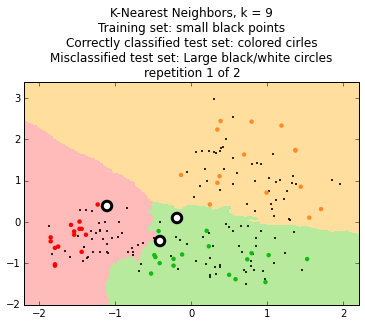 K-Nearest Neighbors, k = 9
Training set: small black points
Correctly classified test set: colored cirles
Misclassified test set: Large black/white circles
repetition 1 of 2
3
2
1
0
−1
−2
−2 −1 0 1 2